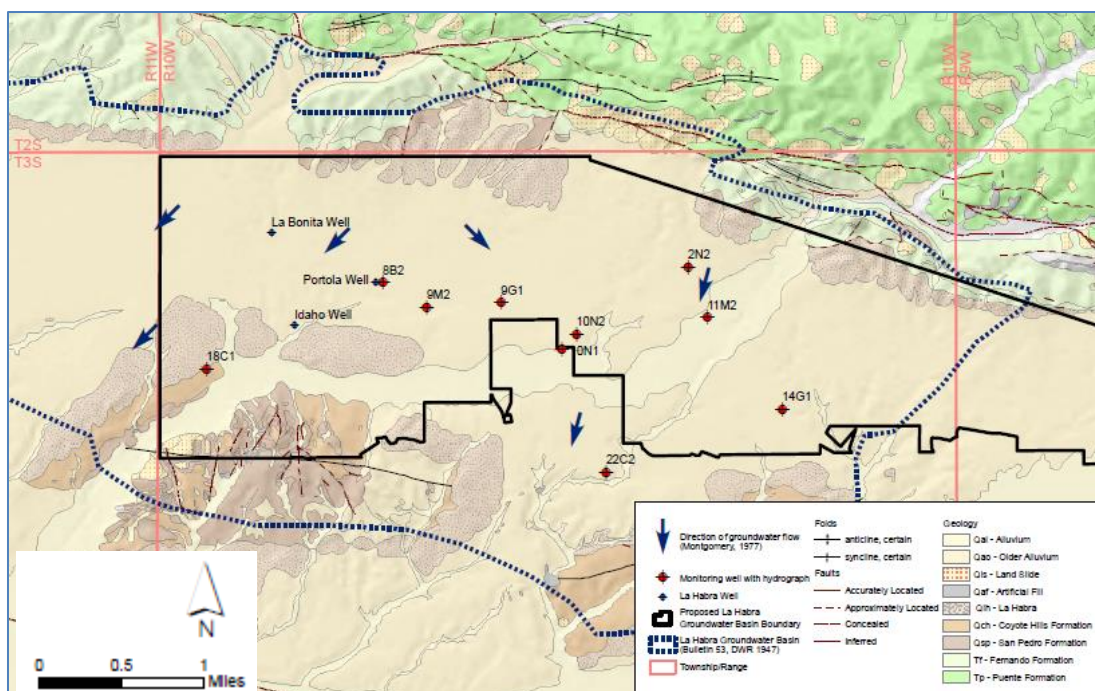 R11W
R10W
R10W
R9W
T2S
T3S
La Bonita Well
2N2
Portola Well
8B2
9G1
9M2
11M2
Idaho Well
10N2
0N1
18C1
14G1
22C2
N
0 0.5 1
Miles
Direction of groundwater flow
(Montgomery, 1977)
Monitoring well with hydrograph
La Habra Well
Proposed La Habra
Groundwater Basin Boundary
La Habra Groundwater Basin
(Bulletin 53, DWR 1947)
Township/Range
Folds
anticline, certain
syncline, certain
Faults
Accurately Located
Approximately Located
Concealed
Inferred
Geology
Qal - Alluvium
Qao - Older Alluvium
Qls - Land Slide
Qaf - Artificial Fill
Qlh - La Habra
Qch - Coyote Hills Formation
Qsp - San Pedro Formation
Tf - Fernando Formation
Tp - Puente Formation